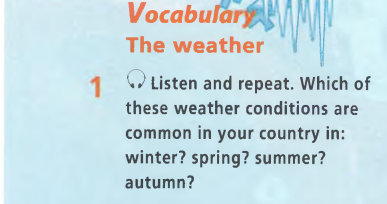 Vocabulary
The weather
1 Listen and repeat. Which of
these weather conditions are
common in your country in:
winter? spring? summer?
autumn?